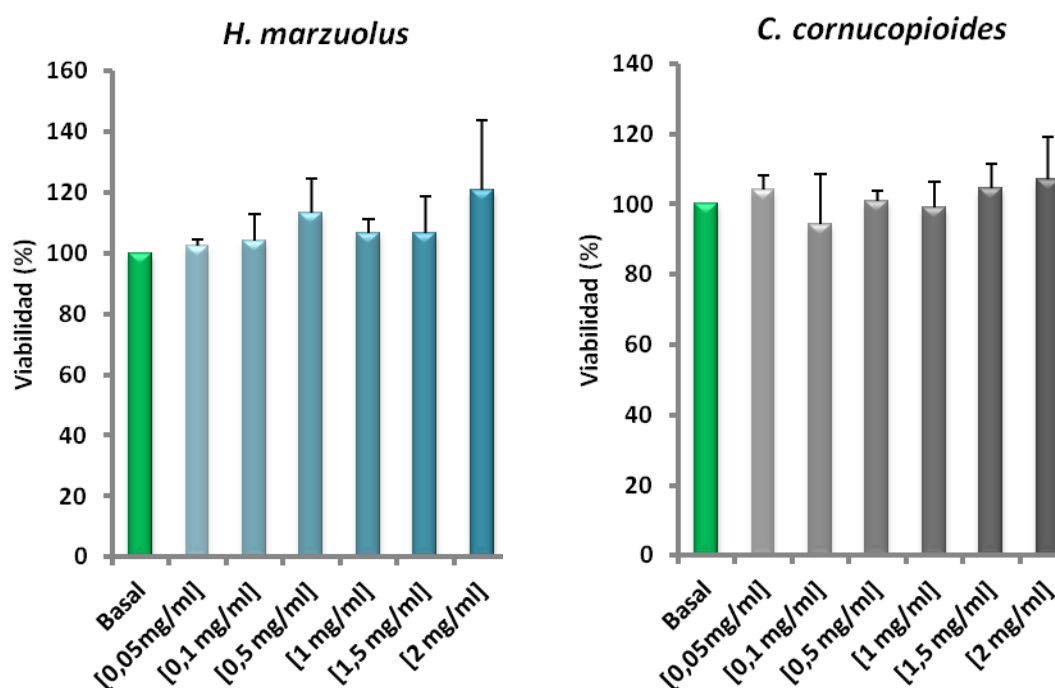 H. marzuolus
Viabilidad (%)
160
140
120
100
80
60
40
20
0
Basal
[0,05mg/ml]
[0,1 mg/ml]
[0,5 mg/ml]
[1 mg/ml]
[1,5 mg/ml]
[2 mg/ml]
C. cornucopioides
Viabilidad (%)
140
120
100
80
60
40
20
0
Basal
[0,05mg/ml]
[0,1 mg/ml]
[0,5 mg/ml]
[1 mg/ml]
[1,5 mg/ml]
[2 mg/ml]